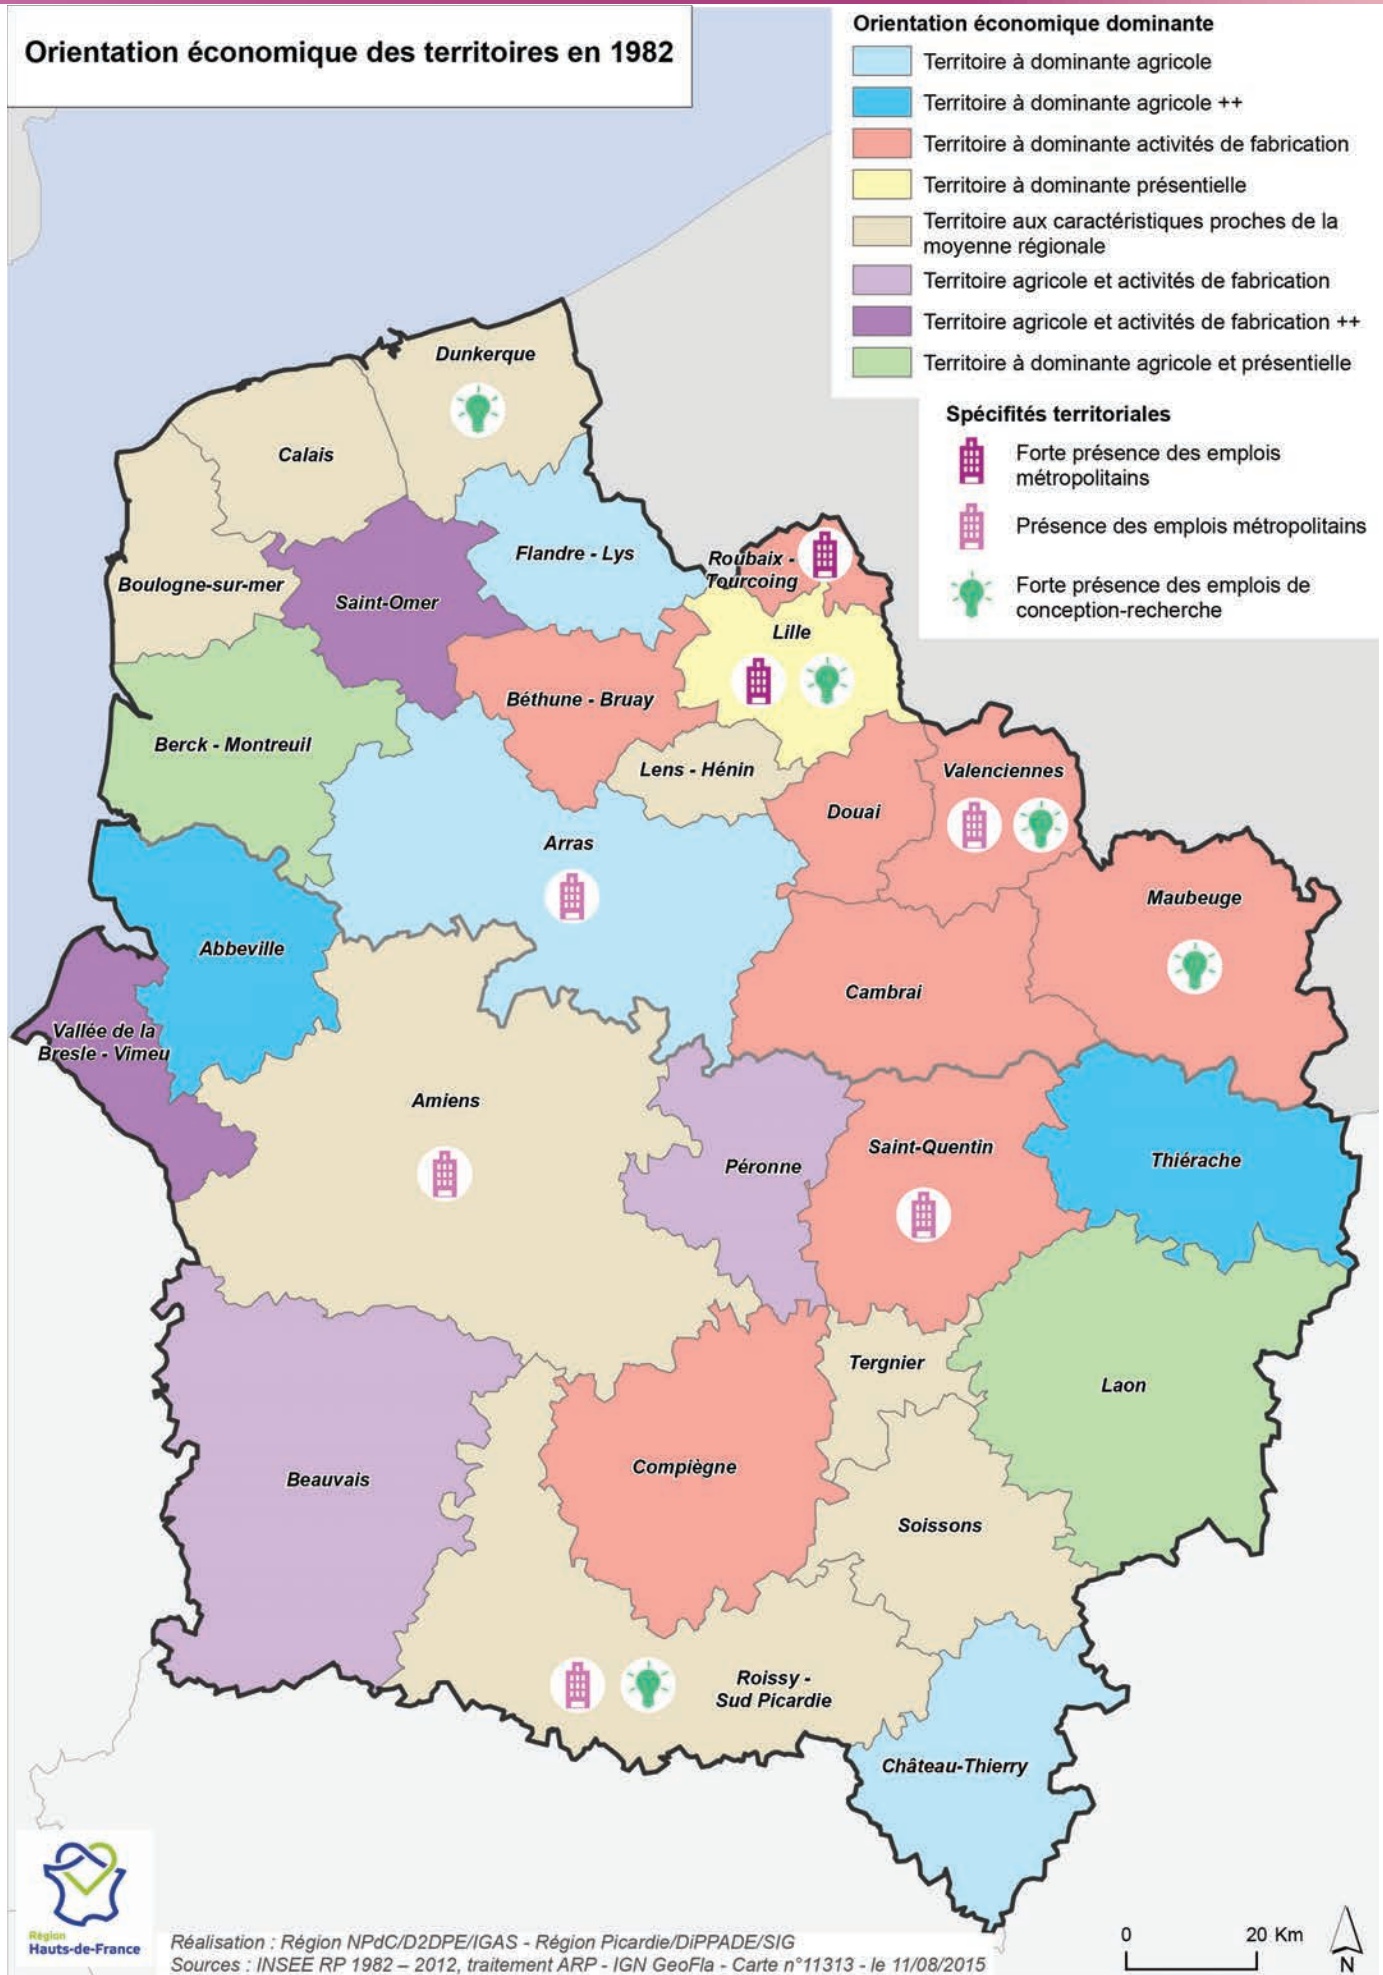 Orientation économique des territoires en 1982
Orientation économique dominante
Territoire à dominante agricole
Territoire à dominante agricole ++
Territoire à dominante activités de fabrication
Territoire à dominante présentielle
Territoire aux caractéristiques proches de la
moyenne régionale
Territoire agricole et activités de fabrication
Territoire agricole et activités de fabrication ++
Territoire à dominante agricole et présentielle
Spécifités territoriales
Forte présence des emplois
métropolitains
Présence des emplois métropolitains
Forte présence des emplois de
conception-recherche
Dunkerque
Calais
Flandre - Lys
Boulogne-sur-mer
Saint-Omer
Roubaix -
Tourcoing
Lille
Béthune - Bruay
Berck - Montreuil
Lens - Hénin
Valenciennes
Douai
Arras
Maubeuge
Abbeville
Cambrai
Vallée de la
Bresle - Vimeu
Amiens
Péronne
Saint-Quentin
Thiérache
Tergnier
Laon
Beauvais
Compiègne
Soissons
Roissy -
Sud Picardie
Château-Thierry
Région
Hauts-de-France
Réalisation : Région NPdC/D2DPE/IGAS - Région Picardie/DiPPADE/SIG
Sources : INSEE RP 1982 – 2012, traitement ARP - IGN GeoFla - Carte n°11313 - le 11/08/2015
0 20 Km
N